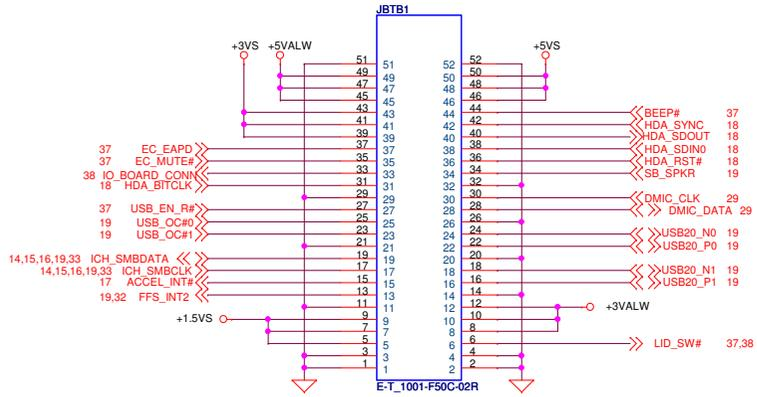 JBTB1
+3VS +5VALW +5VS
51 51 52 52
49 49 50 50
47 47 48 48
45 45 46 46
43 43 44 44 BEEP# 37
41 41 42 42 HDA_SYNC 18
39 39 40 40 HDA_SDOUT 18
37 EC_EAPD 37 37 38 38 HDA_SDIN0 18
37 EC_MUTE# 35 35 36 36 HDA_RST# 18
38 IO_BOARD_CONN 33 33 34 34 SB_SPKR 19
18 HDA_BITCLK 31 31 32 32
29 29 30 30 DMIC_CLK 29
37 USB_EN_R# 27 27 28 28 DMIC_DATA 29
19 USB_OC#0 25 25 26 26
19 USB_OC#1 23 23 24 24 USB20_N0 19
21 21 22 22 USB20_P0 19
14,15,16,19,33 ICH_SMBDATA 19 19 20 20
14,15,16,19,33 ICH_SMBCLK 17 17 18 18 USB20_N1 19
17 ACCEL_INT# 15 15 16 16 USB20_P1 19
19,32 FFS_INT2 13 13 14 14
11 11 12 12 +3VALW
+1.5VS 9 9 10 10
7 7 8 8
5 5 6 6 LID_SW# 37,38
3 3 4 4
1 1 2 2
E-T_1001-F50C-02R